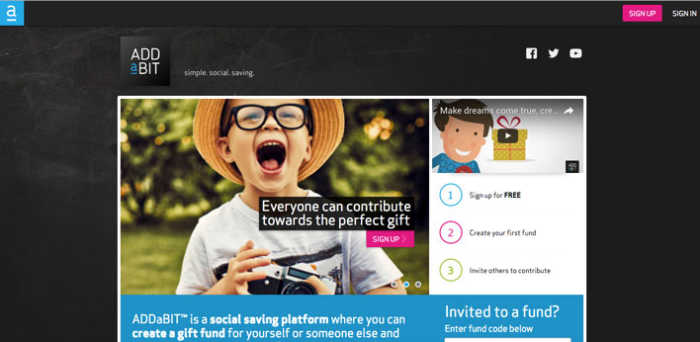 a
SIGN UP
SIGN IN
ADD
aBIT
simple. social. saving.
Make dreams come true, cre...
ADD
aBIT
Everyone can contribute
towards the perfect gift
SIGN UP >
1 Sign up for FREE
2 Create your first fund
3 Invite others to contribute
ADDaBIT™ is a social saving platform where you can
create a gift fund for yourself or someone else and
Invited to a fund?
Enter fund code below